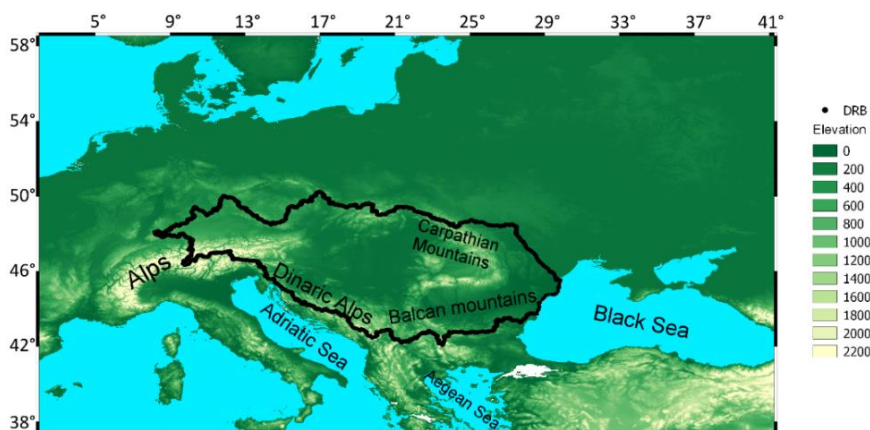 5° 9° 13° 17° 21° 25° 29° 33° 37° 41°
58°
54°
50°
46°
42°
38°
Alps
Dinaric Alps
Adriatic Sea
Carpathian
Mountains
Balcan mountains
Aegean Sea
Black Sea
DRB
Elevation
0
200
400
600
800
1000
1200
1400
1600
1800
2000
2200